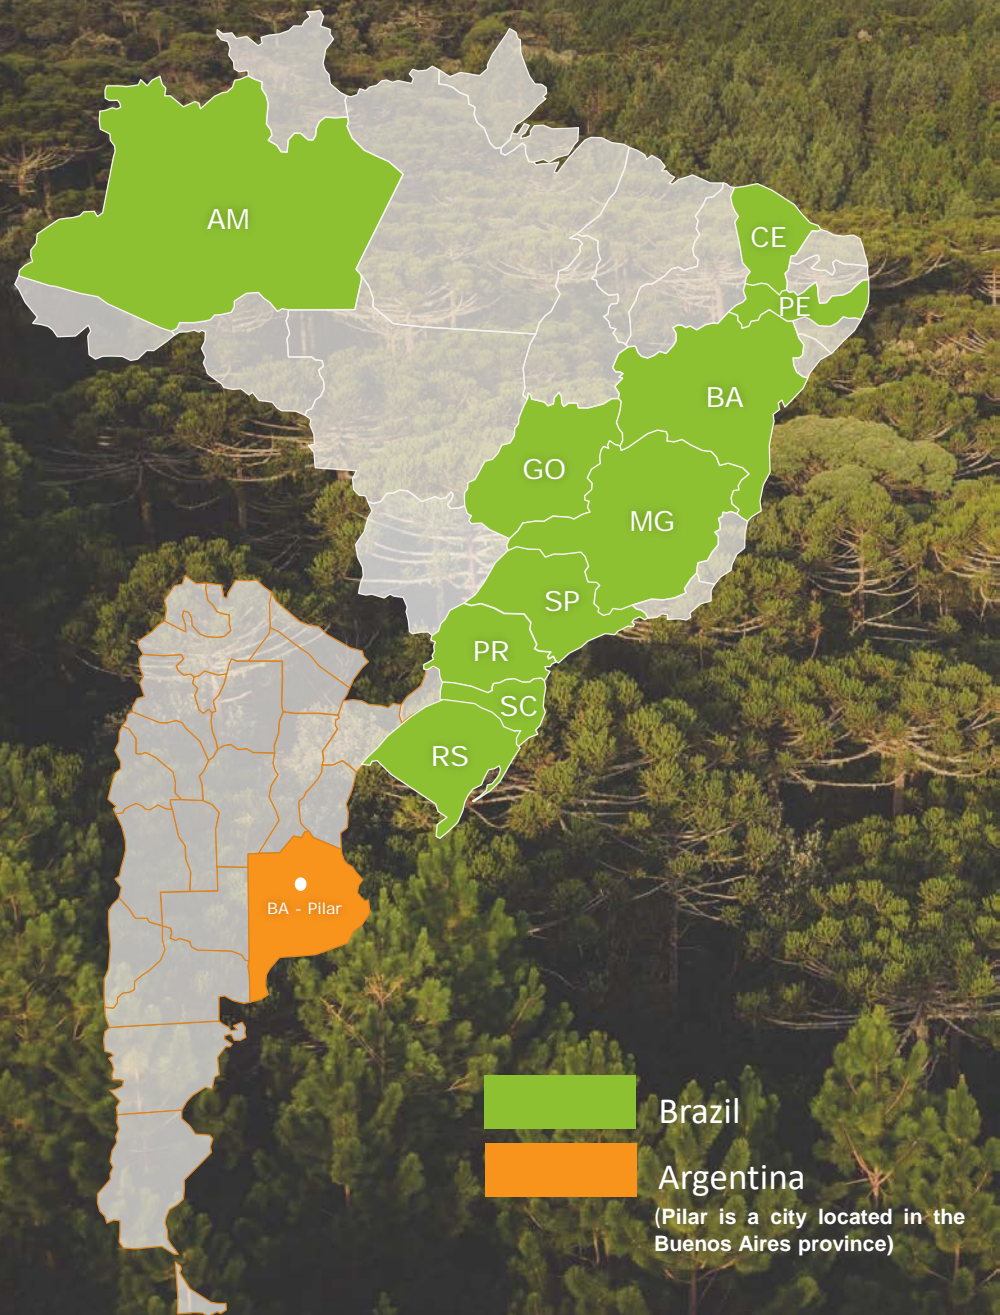 AM
CE
PE
BA
GO
MG
SP
PR
SC
RS
BA - Pilar
Brazil
Argentina
(Pilar is a city located in the
Buenos Aires province)